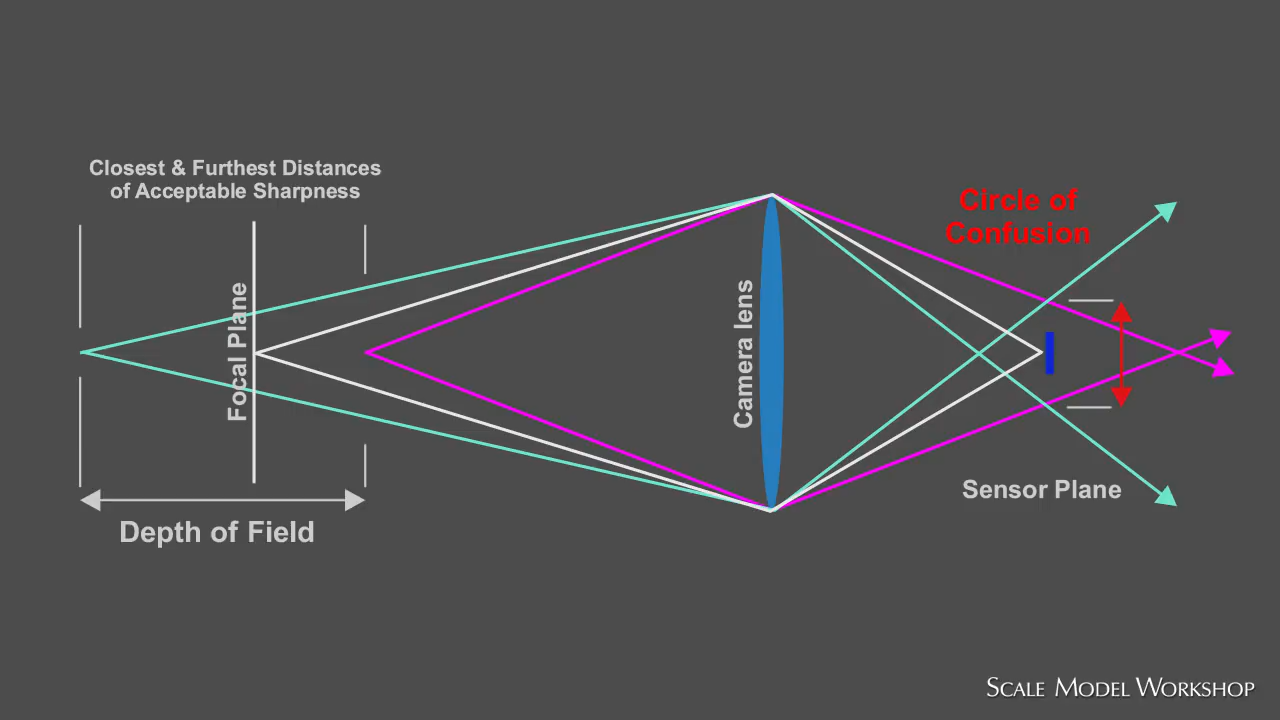 Closest & Furthest Distances
of Acceptable Sharpness
Focal Plane
Depth of Field
Camera lens
Circle of
Confusion
Sensor Plane
SCALE MODEL WORKSHOP